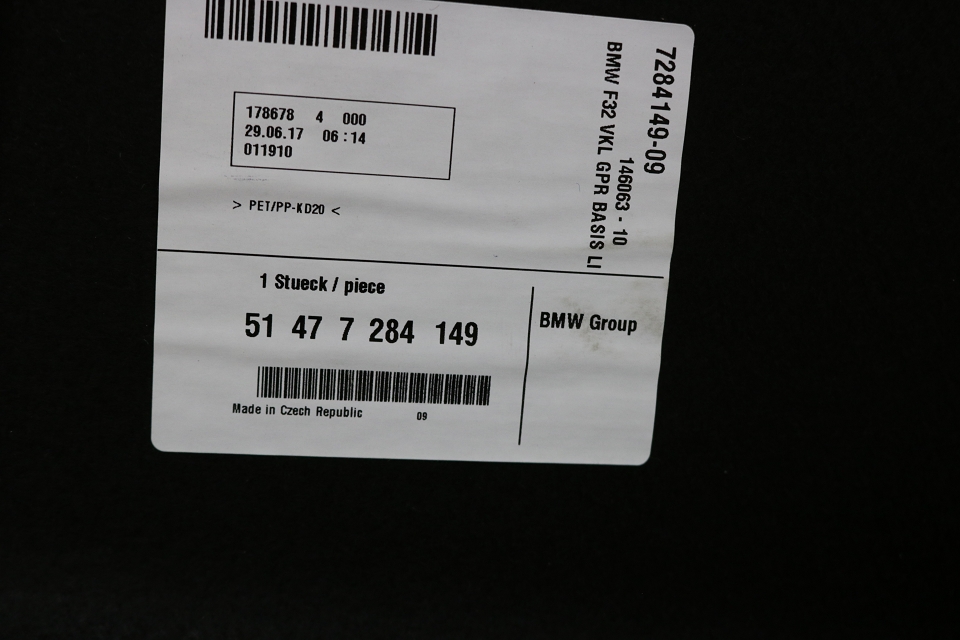 178678 4 000
29.06.17 06:14
011910
> PET/PP-KD20 <
7284149-09
146063 - 10
BMW F32 VKL GPR BASIS LI
1 Stueck / piece
51 47 7 284 149
Made in Czech Republic 09
BMW Group